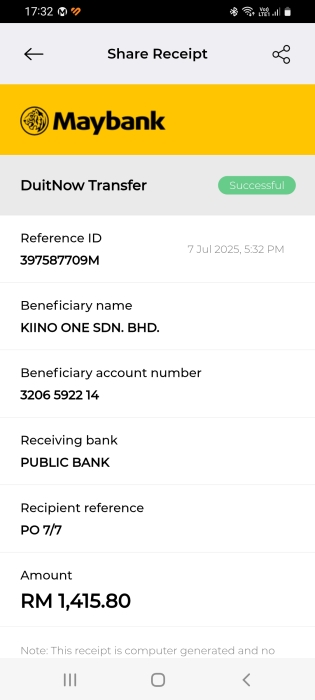 17:32
Share Receipt
Maybank
DuitNow Transfer
Successful
Reference ID
7 Jul 2025, 5:32 PM
397587709M
Beneficiary name
KIINO ONE SDN. BHD.
Beneficiary account number
3206 5922 14
Receiving bank
PUBLIC BANK
Recipient reference
PO 7/7
Amount
RM 1,415.80
Note: This receipt is computer generated and no